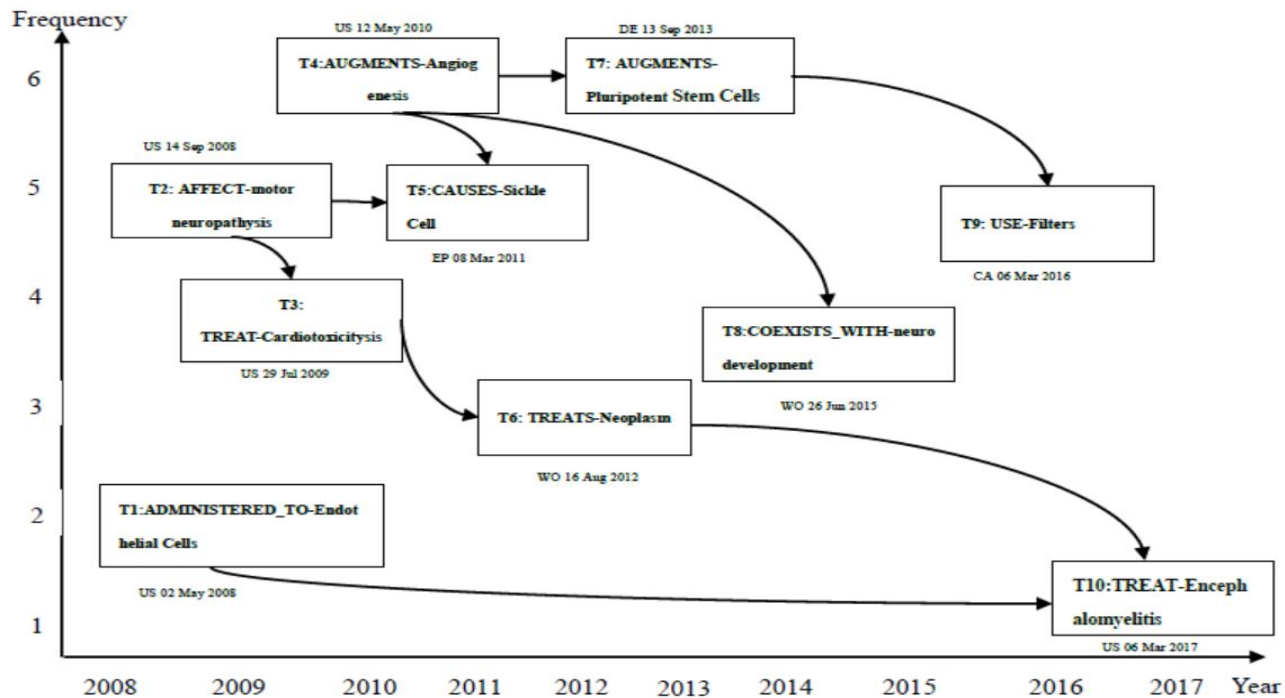 Frequency
US 12 May 2010
DE 13 Sep 2013
T4:AUGMENTS-Angiog
enesis
T7: AUGMENTS-
Pluripotent Stem Cells
6
US 14 Sep 2008
T2: AFFECT-motor
neuropathysis
T5:CAUSES-Sickle
Cell
5
T9: USE-Filters
EP 08 Mar 2011
CA 06 Mar 2016
4
T3:
TREAT-Cardiotoxicitysis
T8:COEXISTS_WITH-neuro
development
US 29 Jul 2009
WO 26 Jun 2015
3
T6: TREATS-Neoplasm
WO 16 Aug 2012
2
T1:ADMINISTERED_TO-Endot
helial Cells
US 02 May 2008
T10:TREAT-Enceph
alomyelitis
1
US 06 Mar 2017
2008 2009 2010 2011 2012 2013 2014 2015 2016 2017 Year